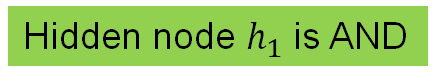 Hidden node h₁ is AND